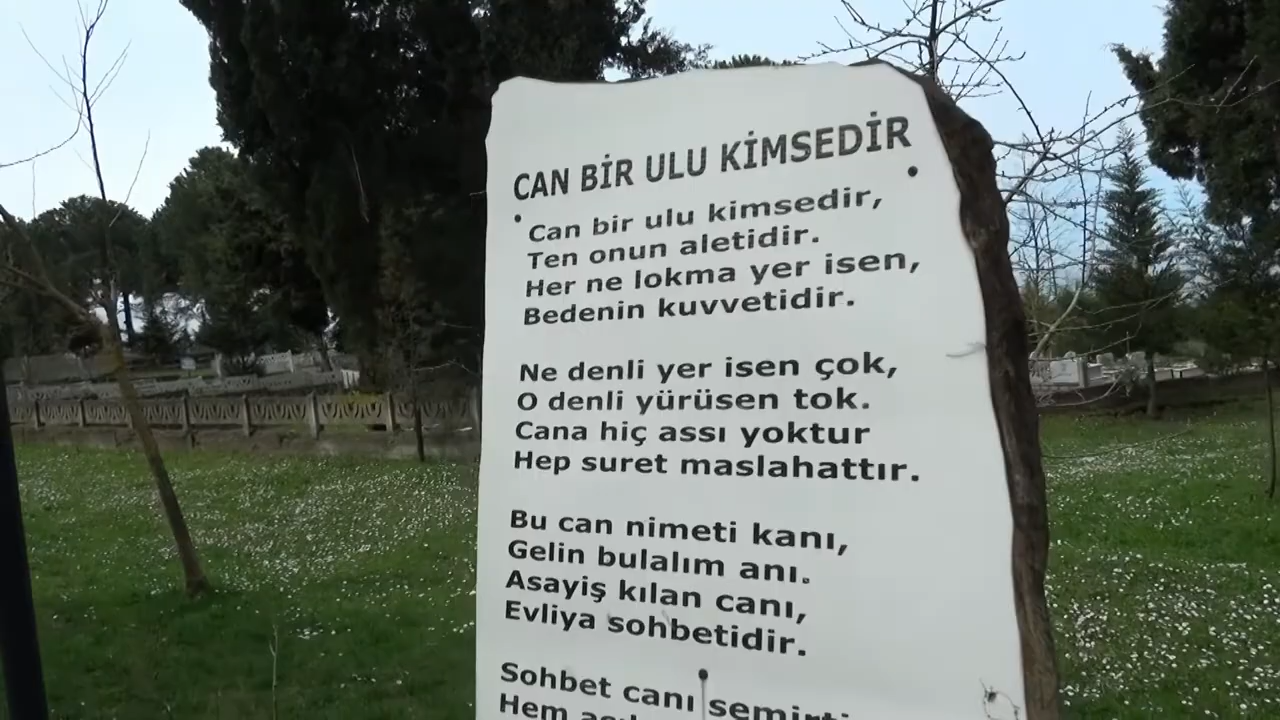 CAN BİR ULU KİMSEDİR
Can bir ulu kimsedir,
Ten onun aletidir.
Her ne lokma yer isen,
Bedenin kuvvetidir.
Ne denli yer isen çok,
O denli yürüsen tok.
Cana hiç assı yoktur
Hep suret maslahattır.
Bu can nimeti kanı,
Gelin bulalım anı.
Asayiş kılan canı,
Evliya sohbetidir.
Sohbet canı
Hem